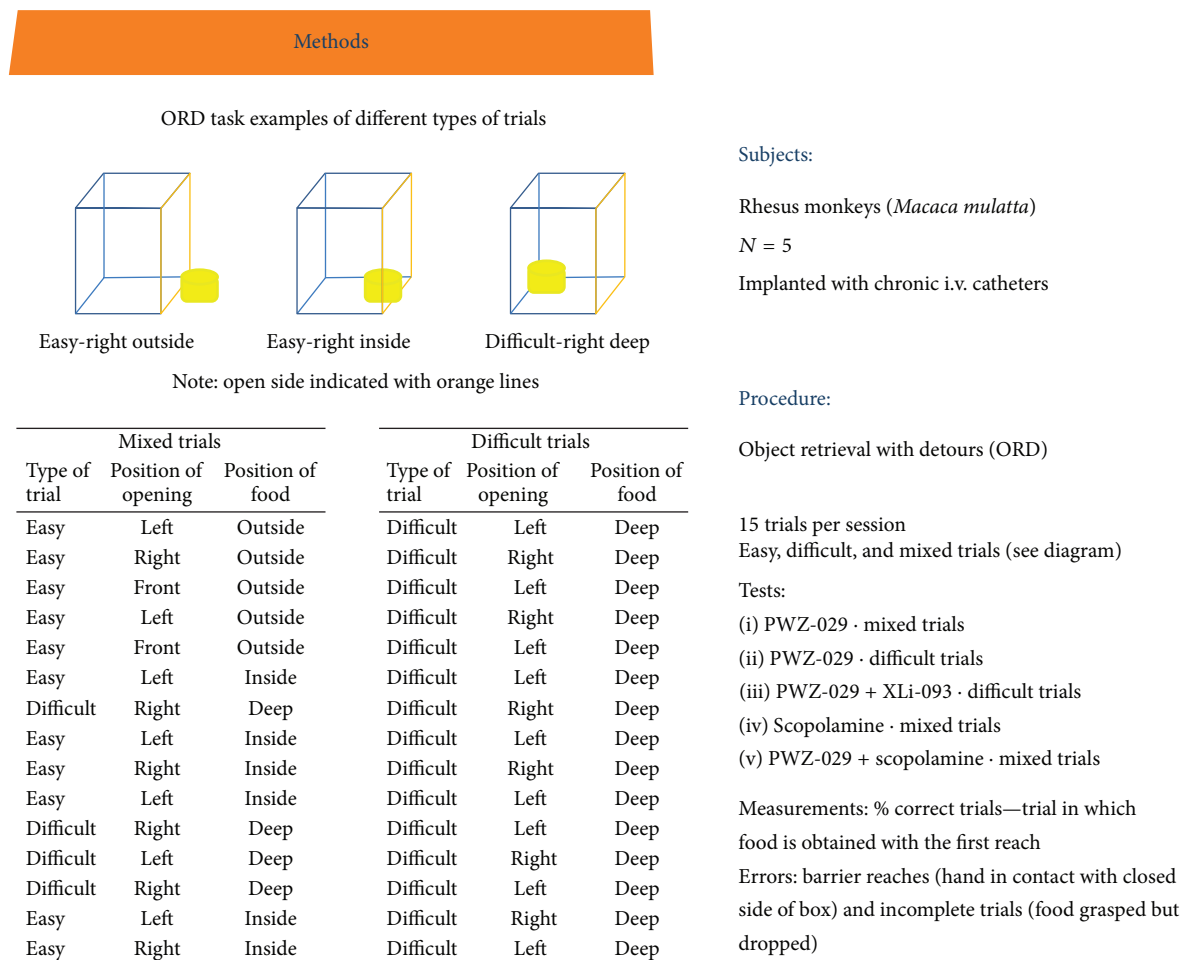 Methods
ORD task examples of different types of trials
Easy-right outside
Easy-right inside
Difficult-right deep
Note: open side indicated with orange lines
Mixed trials
Type of trial Position of opening Position of food
Easy Left Outside
Easy Right Outside
Easy Front Outside
Easy Left Outside
Easy Front Outside
Easy Left Inside
Difficult Right Deep
Easy Left Inside
Easy Right Inside
Easy Left Inside
Difficult Right Deep
Difficult Left Deep
Difficult Right Deep
Easy Left Inside
Easy Right Inside
Difficult trials
Type of trial Position of opening Position of food
Difficult Left Deep
Difficult Right Deep
Difficult Left Deep
Difficult Right Deep
Difficult Left Deep
Difficult Left Deep
Difficult Right Deep
Difficult Left Deep
Difficult Right Deep
Difficult Left Deep
Difficult Left Deep
Difficult Right Deep
Difficult Left Deep
Difficult Right Deep
Difficult Left Deep
Subjects:
Rhesus monkeys (Macaca mulatta)
N = 5
Implanted with chronic i.v. catheters
Procedure:
Object retrieval with detours (ORD)
15 trials per session
Easy, difficult, and mixed trials (see diagram)
Tests:
(i) PWZ-029 · mixed trials
(ii) PWZ-029 · difficult trials
(iii) PWZ-029 + XLi-093 · difficult trials
(iv) Scopolamine · mixed trials
(v) PWZ-029 + scopolamine · mixed trials
Measurements: % correct trials—trial in which
food is obtained with the first reach
Errors: barrier reaches (hand in contact with closed
side of box) and incomplete trials (food grasped but
dropped)